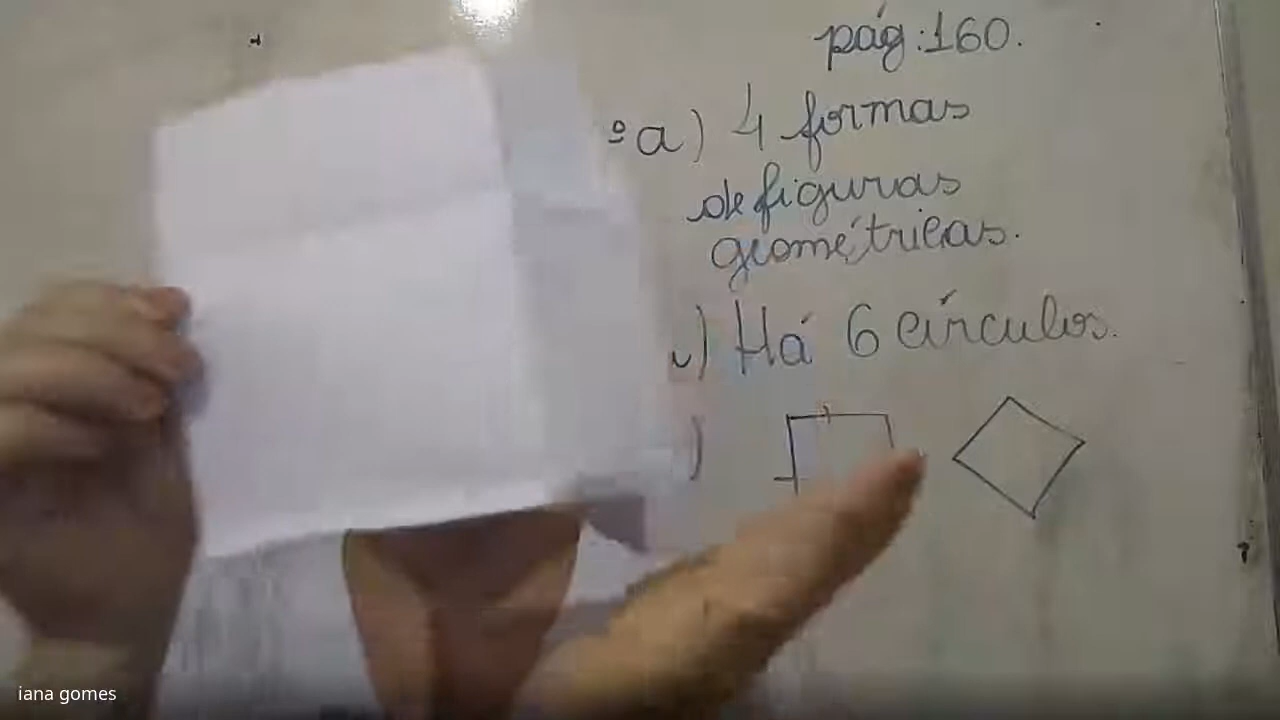 pág:160.
º a) 4 formas
de figuras
geométricas.
) Há 6 círculos.
)
iana gomes